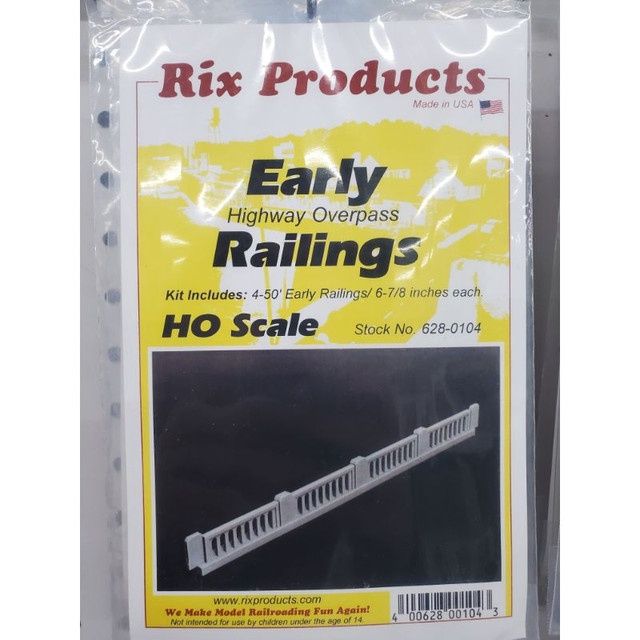 Rix Products
Made in USA
Early
Highway Overpass
Railings
Kit Includes: 4-50' Early Railings/ 6-7/8 inches each.
HO Scale
Stock No. 628-0104
www.rixproducts.com
We Make Model Railroading Fun Again!
Not intended for use by children under the age of 14.
4 00628 00104 3